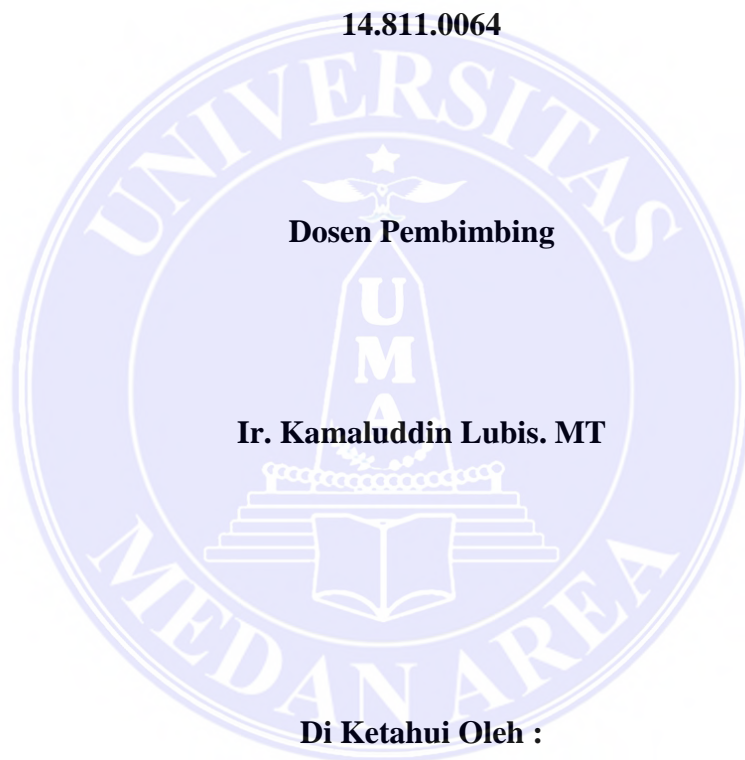 14.811.0064
UNIVERSITAS
Dosen Pembimbing
U
M
A
Ir. Kamaluddin Lubis. MT
MEDAN AREA
Di Ketahui Oleh :